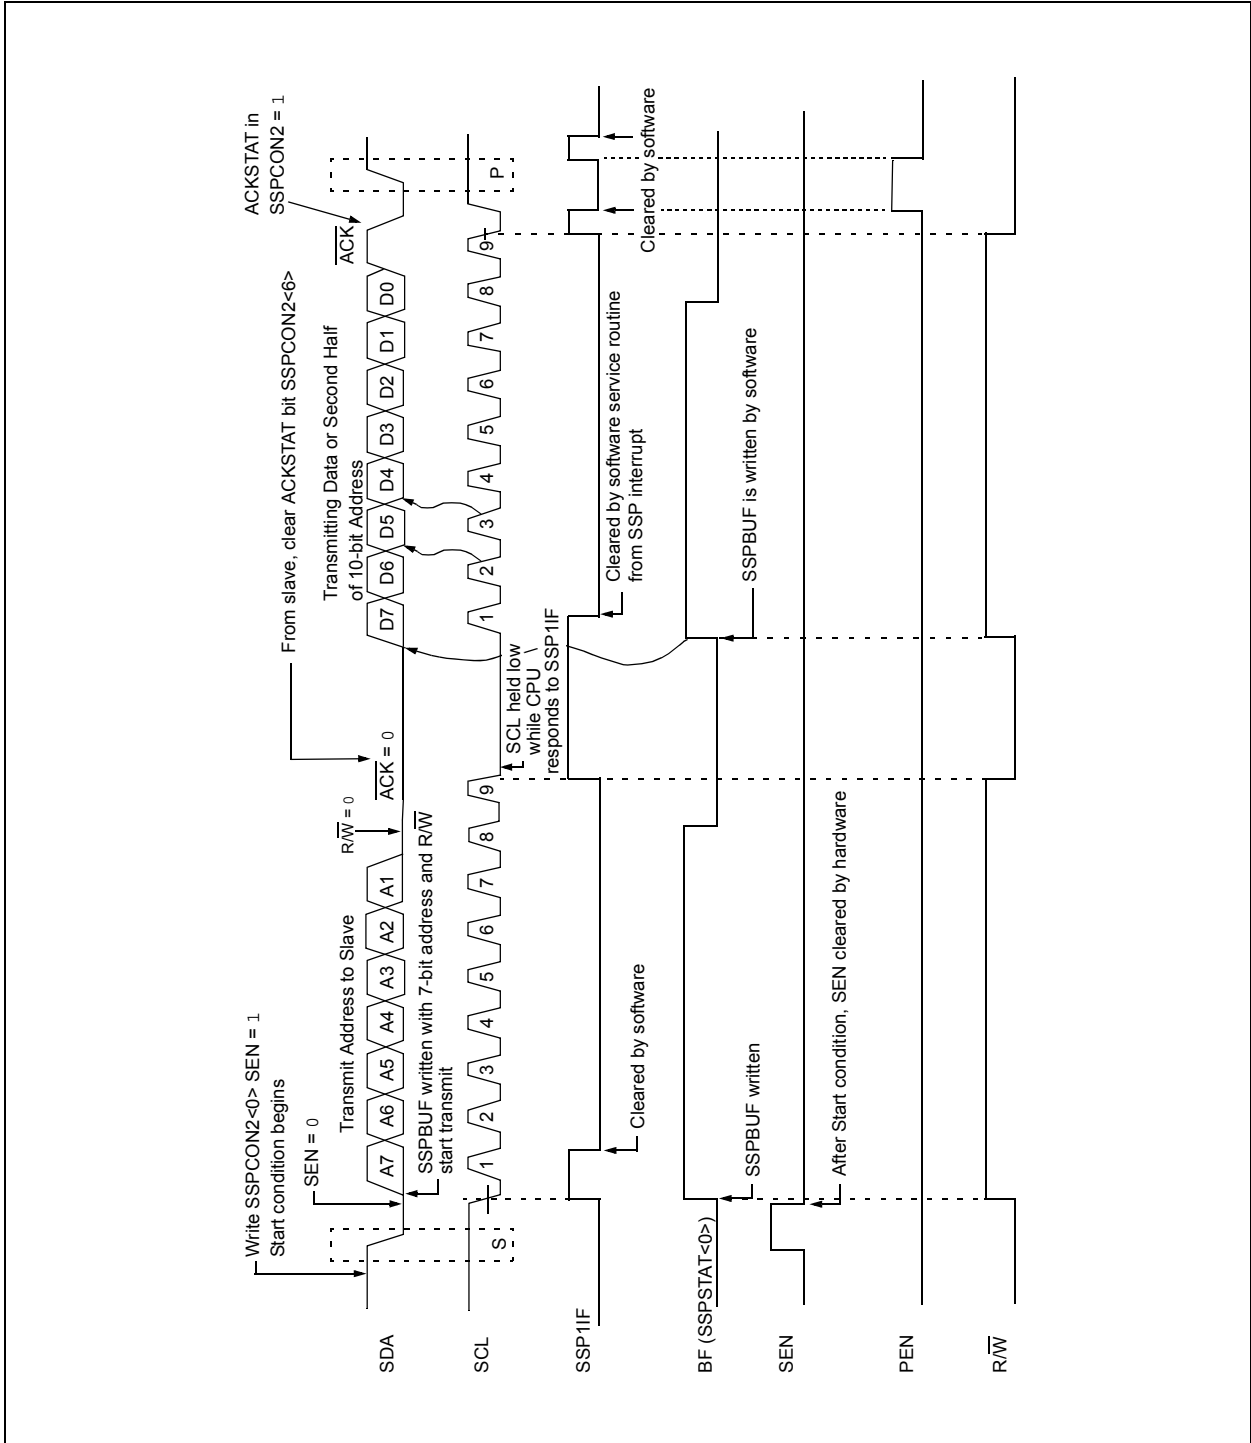 Write SSPCON2<0> SEN = 1
Start condition begins
SEN = 0
Transmit Address to Slave
R/W = 0
From slave, clear ACKSTAT bit SSPCON2<6>
ACK = 0
Transmitting Data or Second Half
of 10-bit Address
ACKSTAT in
SSPCON2 = 1
ACK
SDA
A7 A6 A5 A4 A3 A2 A1
D7 D6 D5 D4 D3 D2 D1 D0
SSPBUF written with 7-bit address and R/W
start transmit
SCL
S
1 2 3 4 5 6 7 8 9
1 2 3 4 5 6 7 8 9
P
SCL held low
while CPU
responds to SSP1IF
SSP1IF
Cleared by software
Cleared by software service routine
from SSP interrupt
Cleared by software
BF (SSPSTAT<0>)
SSPBUF written
SSPBUF is written by software
SEN
After Start condition, SEN cleared by hardware
PEN
R/W